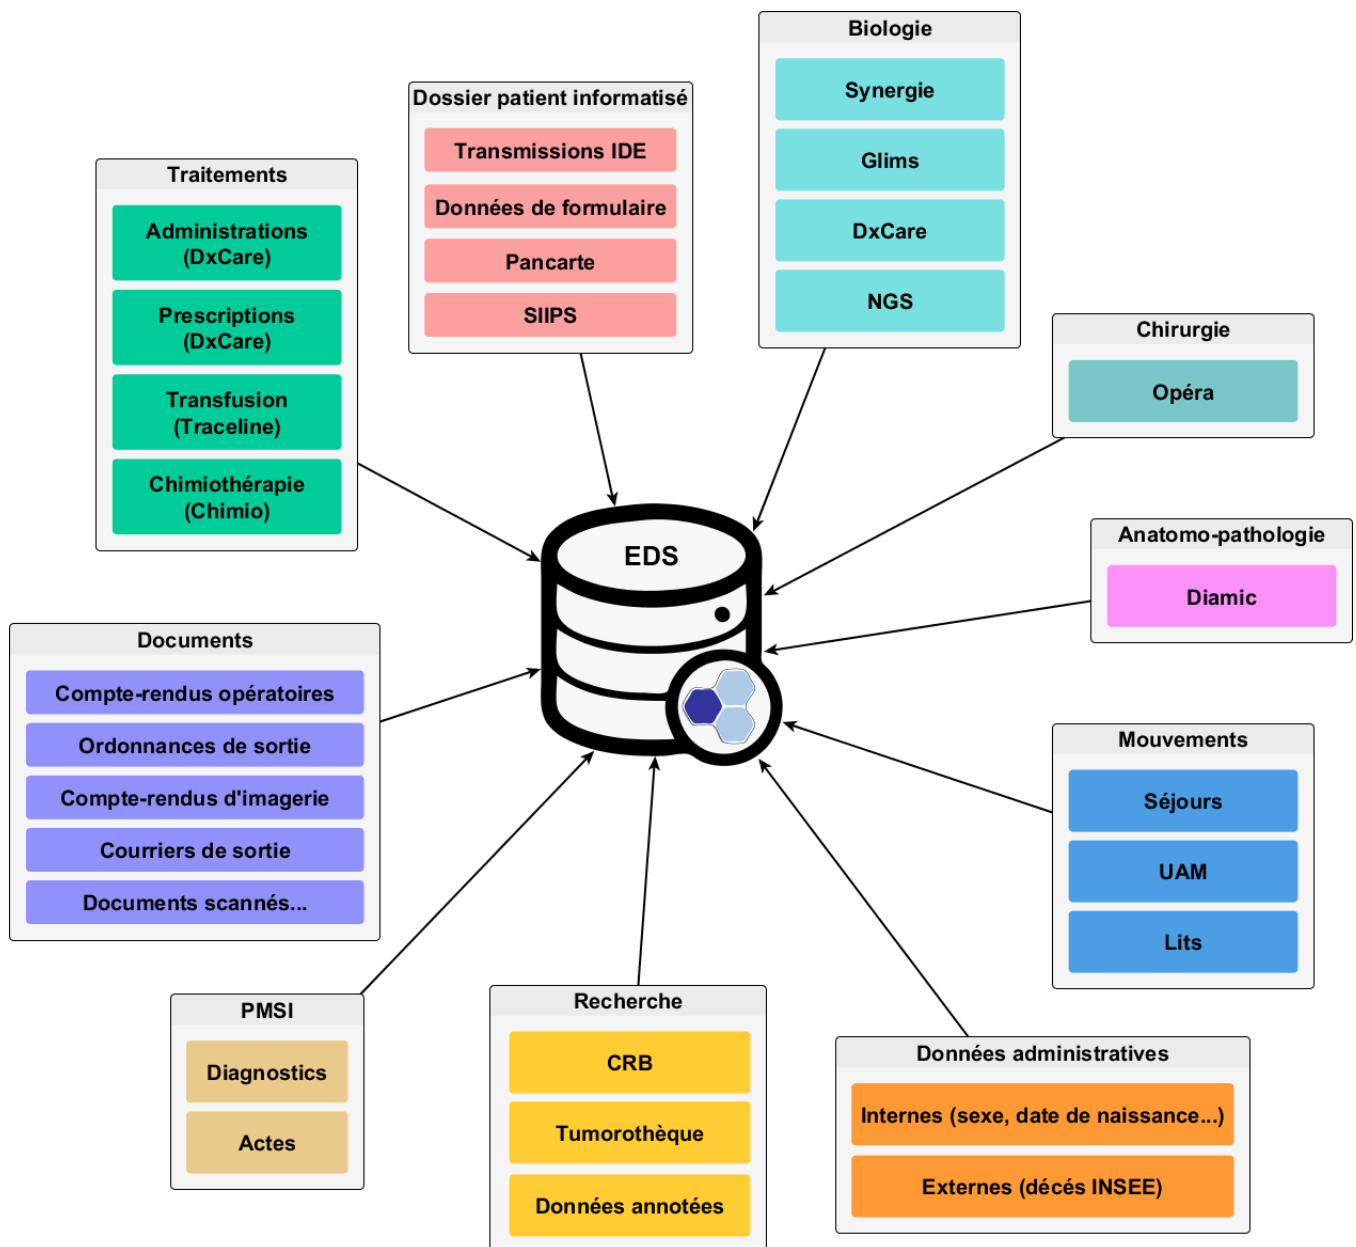 Biologie
Synergie
Glims
DxCare
NGS
Dossier patient informatisé
Transmissions IDE
Données de formulaire
Pancarte
SIIPS
Traitements
Administrations
(DxCare)
Prescriptions
(DxCare)
Transfusion
(Traceline)
Chimiothérapie
(Chimio)
Chirurgie
Opéra
EDS
Anatomo-pathologie
Diamic
Documents
Compte-rendus opératoires
Ordonnances de sortie
Compte-rendus d'imagerie
Courriers de sortie
Documents scannés...
Mouvements
Séjours
UAM
Lits
PMSI
Diagnostics
Actes
Recherche
CRB
Tumorothèque
Données annotées
Données administratives
Internes (sexe, date de naissance...)
Externes (décés INSEE)